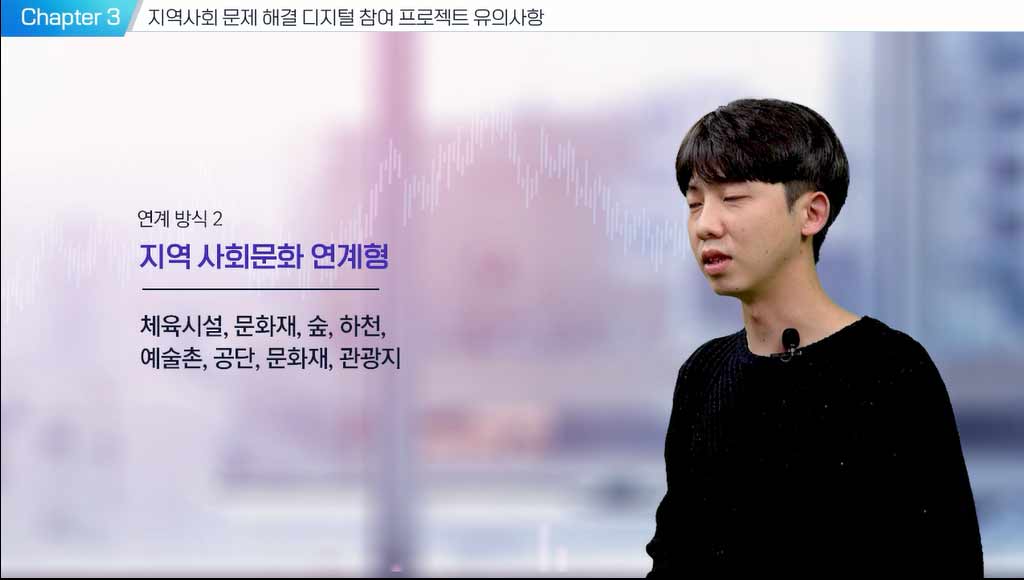 Chapter 3 지역사회 문제 해결 디지털 참여 프로젝트 유의사항
연계 방식 2
지역 사회문화 연계형
체육시설, 문화재, 숲, 하천,
예술촌, 공단, 문화재, 관광지